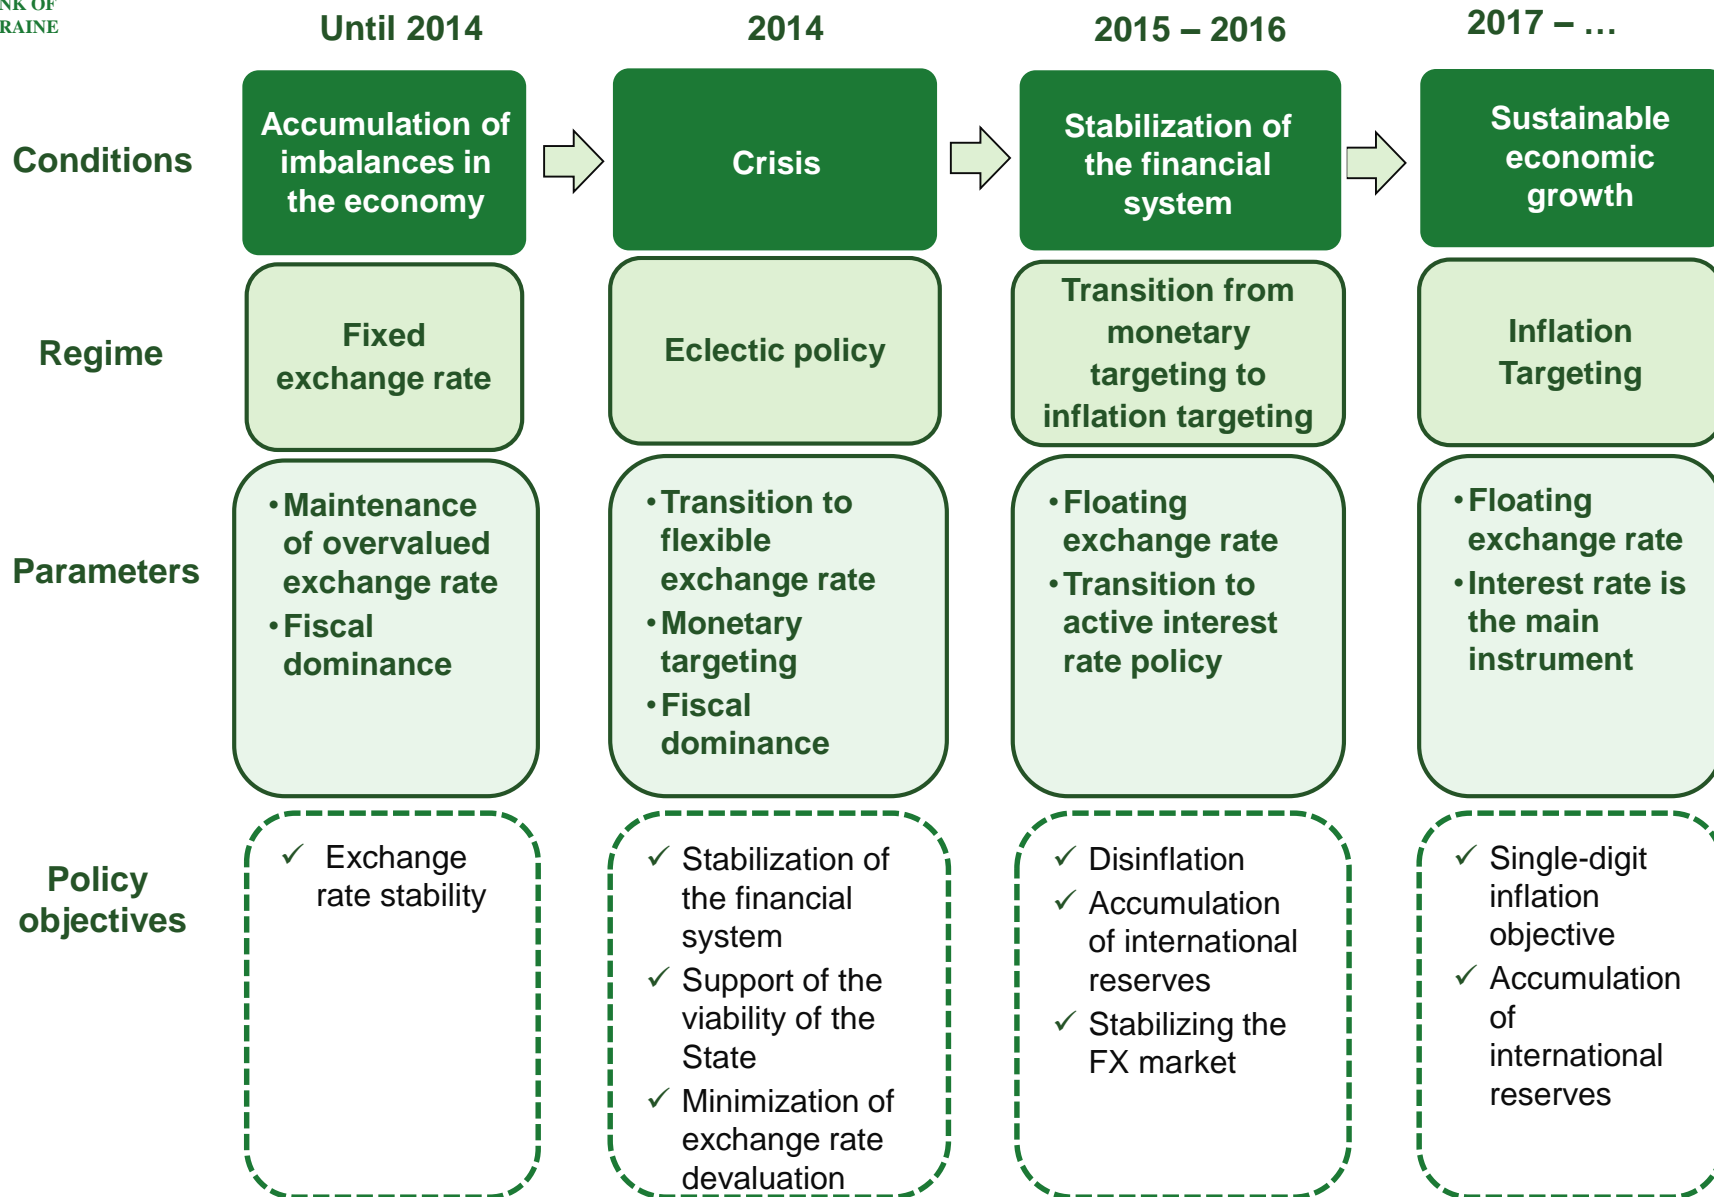 NK OF
RAINE
Until 2014
2014
2015 – 2016
2017 – …
Conditions
Accumulation of
imbalances in
the economy
Crisis
Stabilization of
the financial
system
Sustainable
economic
growth
Regime
Fixed
exchange rate
Eclectic policy
Transition from
monetary
targeting to
inflation targeting
Inflation
Targeting
Parameters
• Maintenance
of overvalued
exchange rate
• Fiscal
dominance
• Transition to
flexible
exchange rate
• Monetary
targeting
• Fiscal
dominance
• Floating
exchange rate
• Transition to
active interest
rate policy
• Floating
exchange rate
• Interest rate is
the main
instrument
Policy
objectives
✓ Exchange
rate stability
✓ Stabilization of
the financial
system
✓ Support of the
viability of the
State
✓ Minimization of
exchange rate
devaluation
✓ Disinflation
✓ Accumulation
of international
reserves
✓ Stabilizing the
FX market
✓ Single-digit
inflation
objective
✓ Accumulation
of
international
reserves